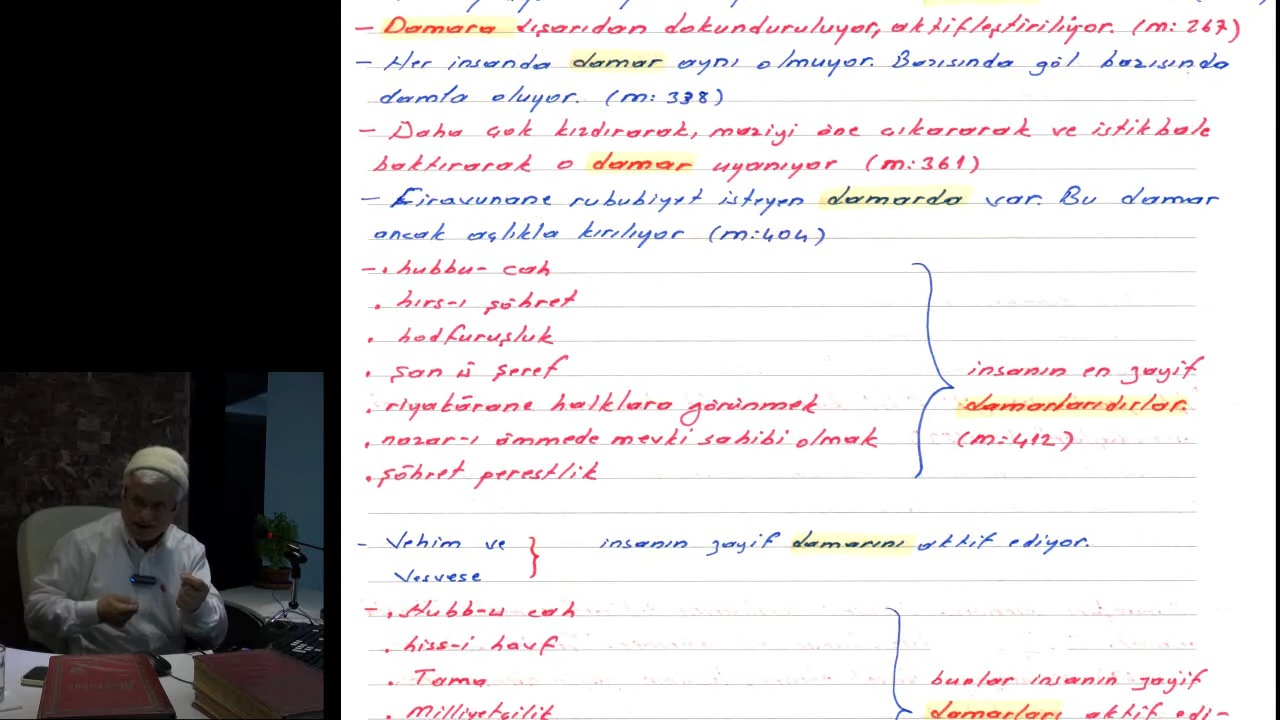 - Damara dışarıdan dokunduruluyor, aktifleştiriliyor. (m: 267)
- Her insanda damar aynı olmuyor. Bazısında göl bazısında
damla oluyor. (m: 338)
- Daha çok kızdırarak, maziyi öne çıkararak ve istikbale
baktırarak o damar uyanıyor (m:361)
- Firavunane rububiyet isteyen damarda var. Bu damar
ancak açlıkla kırılıyor (m:404)
- . hubbu- cah
. hırs-ı şöhret
. hodfuruşluk
. şan ü şeref
. riyakârane halklara görünmek
. nazar-ı âmmede mevki sahibi olmak
. şöhret perestlik
insanın en zayıf
damarlarıdırlar.
(m:412)
- Vehim ve
Vesvese
insanın zayıf damarını aktif ediyor.
- . Hubb-u cah
. hiss-i havf
. Tama
. Milliyetçilik
bunlar insanın zayıf
damarları aktif edi-